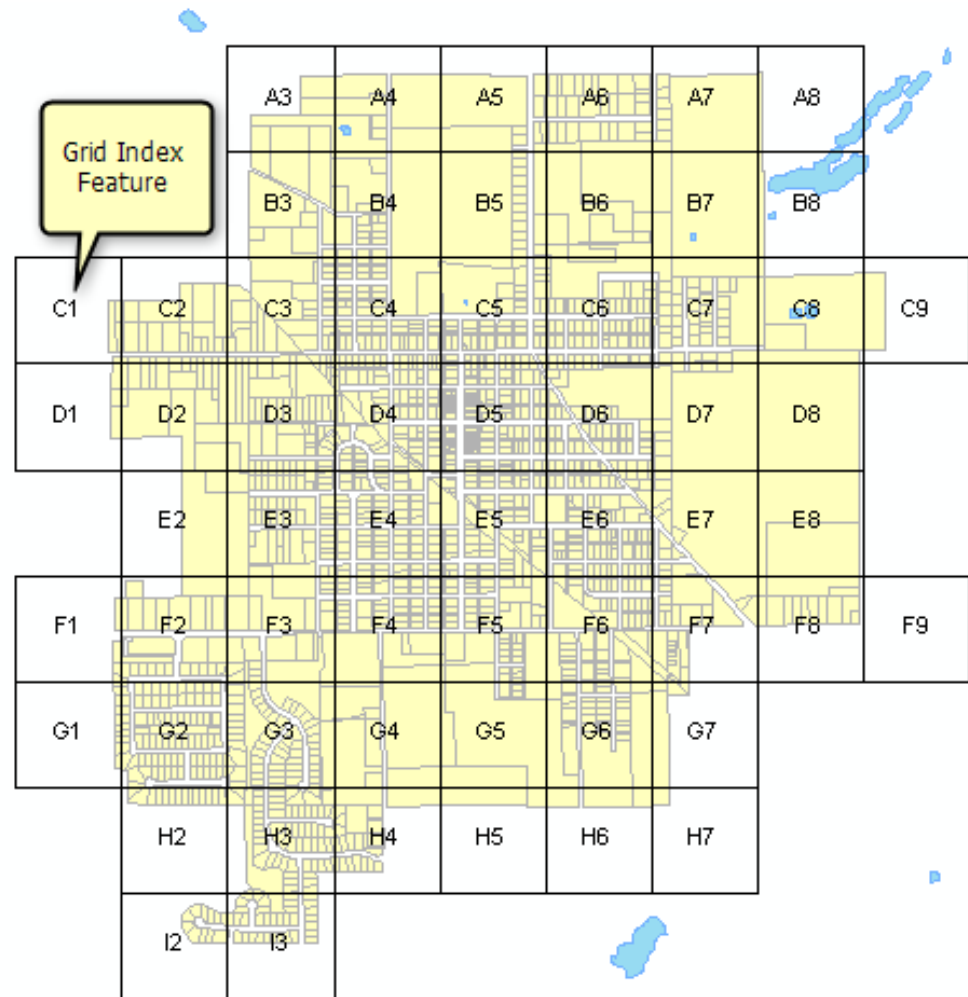 A3 A4 A5 A6 A7 A8
Grid Index
Feature
B3 B4 B5 B6 B7 B8
C1 C2 C3 C4 C5 C6 C7 C8 C9
D1 D2 D3 D4 D5 D6 D7 D8
E2 E3 E4 E5 E6 E7 E8
F1 F2 F3 F4 F5 F6 F7 F8 F9
G1 G2 G3 G4 G5 G6 G7
H2 H3 H4 H5 H6 H7
I2 I3